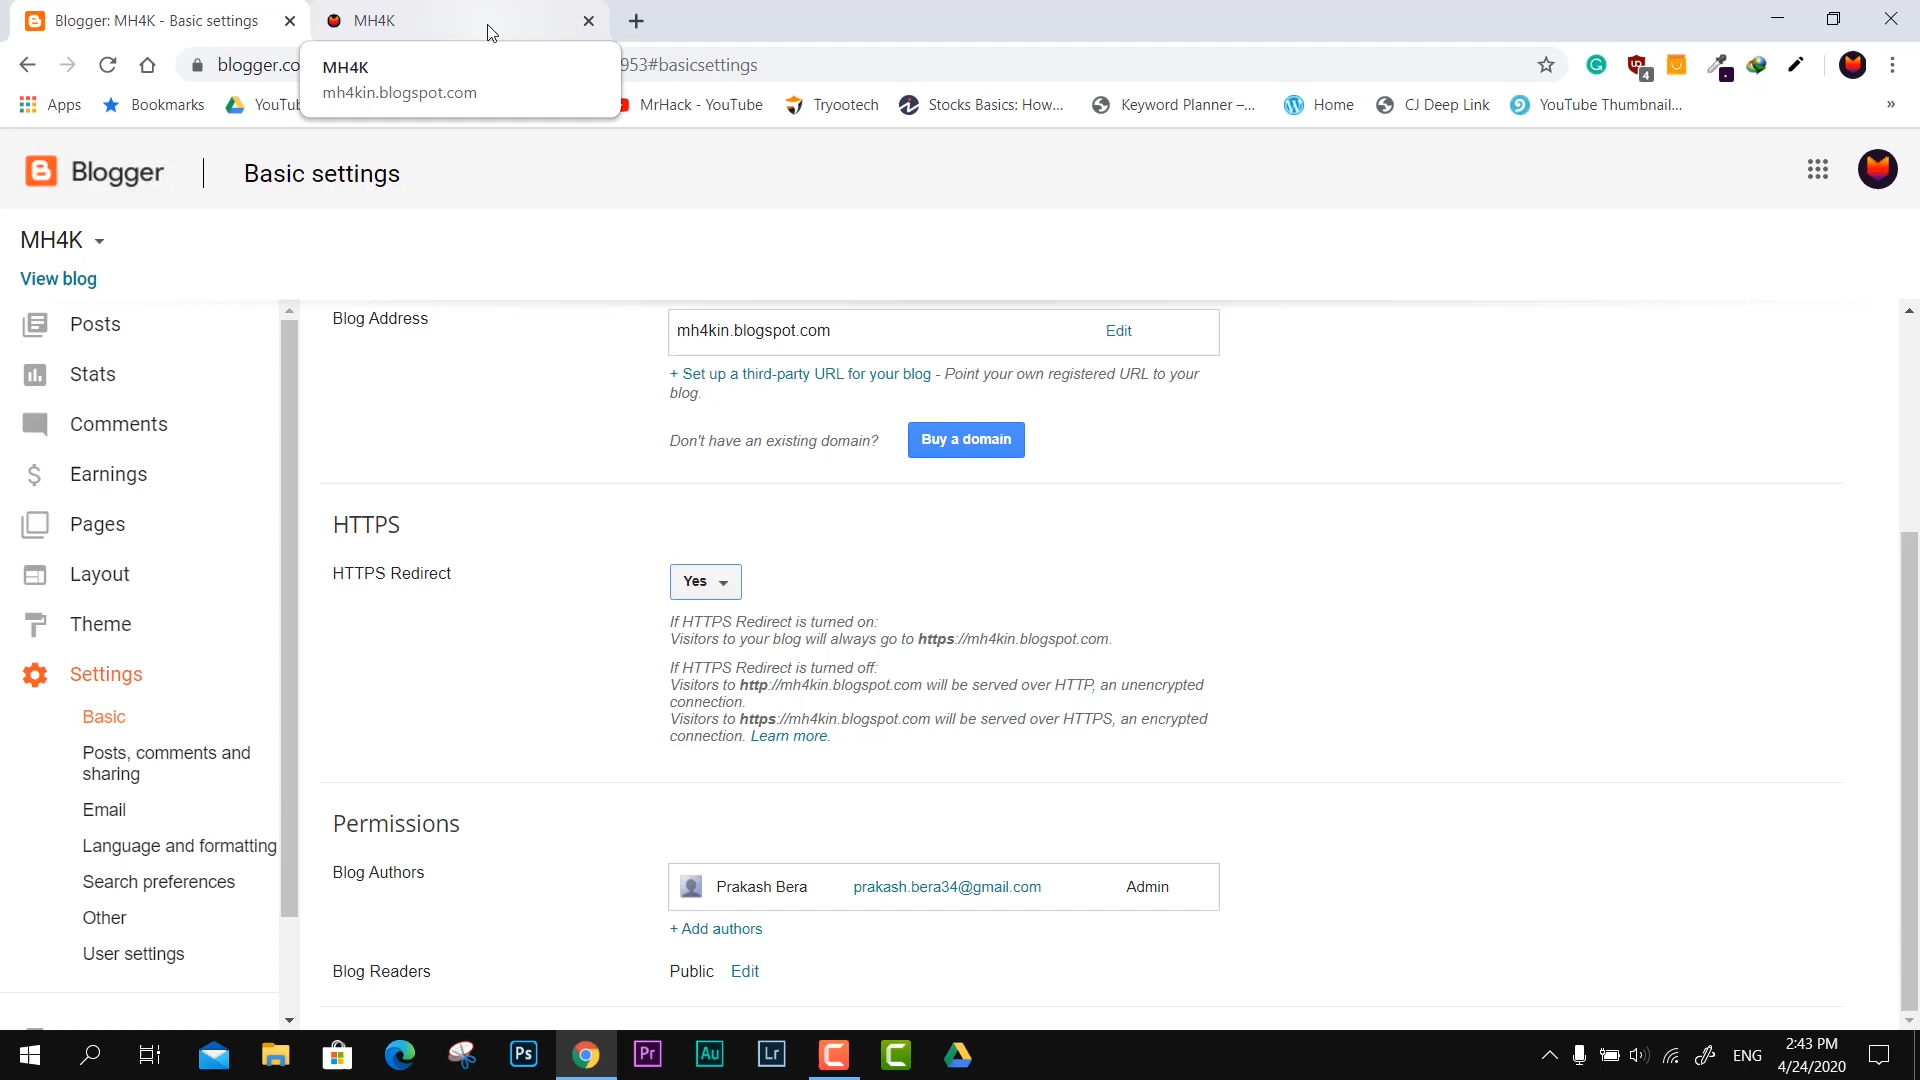 Blogger: MH4K - Basic settings
MH4K
blogger.co
953#basicsettings
MH4K
mh4kin.blogspot.com
4
Apps
Bookmarks
YouTub
MrHack - YouTube
Tryootech
Stocks Basics: How...
Keyword Planner –...
Home
CJ Deep Link
YouTube Thumbnail...
»
Blogger
Basic settings
MH4K
View blog
Posts
Stats
Comments
Earnings
Pages
Layout
Theme
Settings
Basic
Posts, comments and
sharing
Email
Language and formatting
Search preferences
Other
User settings
Blog Address
mh4kin.blogspot.com
Edit
+ Set up a third-party URL for your blog - Point your own registered URL to your
blog.
Don't have an existing domain?
Buy a domain
HTTPS
HTTPS Redirect
Yes
If HTTPS Redirect is turned on:
Visitors to your blog will always go to https://mh4kin.blogspot.com.
If HTTPS Redirect is turned off:
Visitors to http://mh4kin.blogspot.com will be served over HTTP, an unencrypted
connection.
Visitors to https://mh4kin.blogspot.com will be served over HTTPS, an encrypted
connection. Learn more.
Permissions
Blog Authors
Prakash Bera
prakash.bera34@gmail.com
Admin
+ Add authors
Blog Readers
Public
Edit
Ps
Pr
Au
Lr
ENG
2:43 PM
4/24/2020